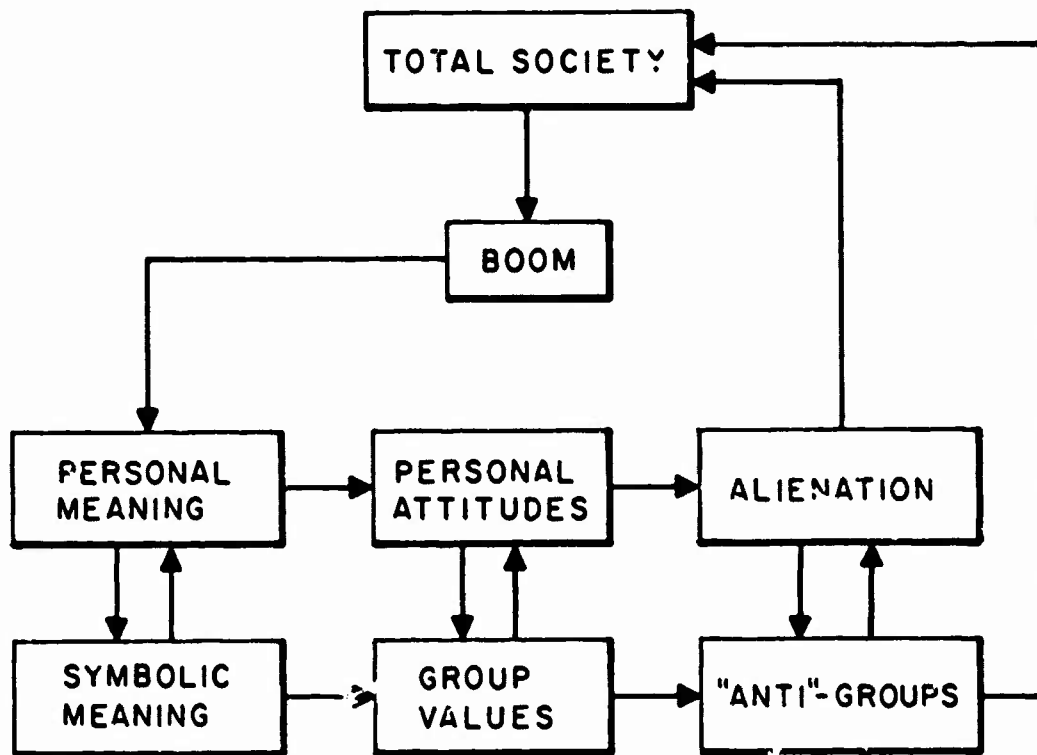 TOTAL SOCIETY
BOOM
PERSONAL
MEANING
PERSONAL
ATTITUDES
ALIENATION
SYMBOLIC
MEANING
GROUP
VALUES
"ANTI"-GROUPS